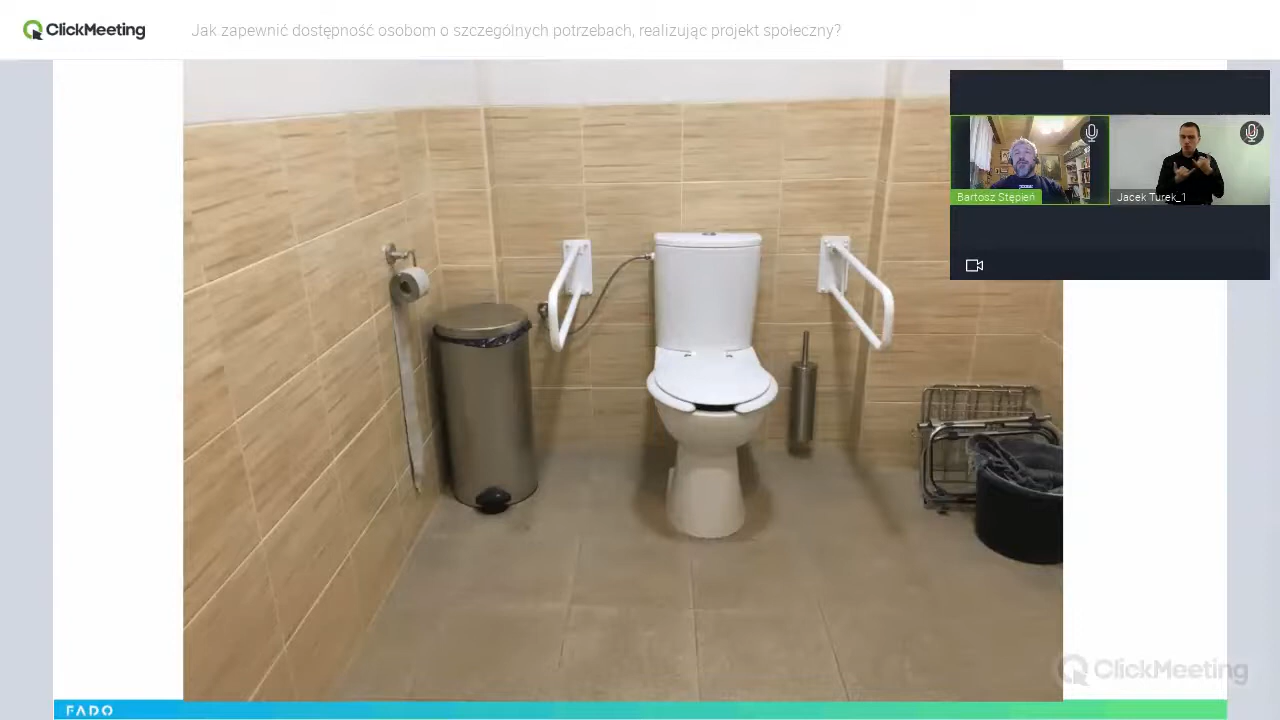 ClickMeeting
Jak zapewnić dostępność osobom o szczególnych potrzebach, realizując projekt społeczny?
Bartosz Stępień
Jacek Turek_1
ClickMeeting
FADO